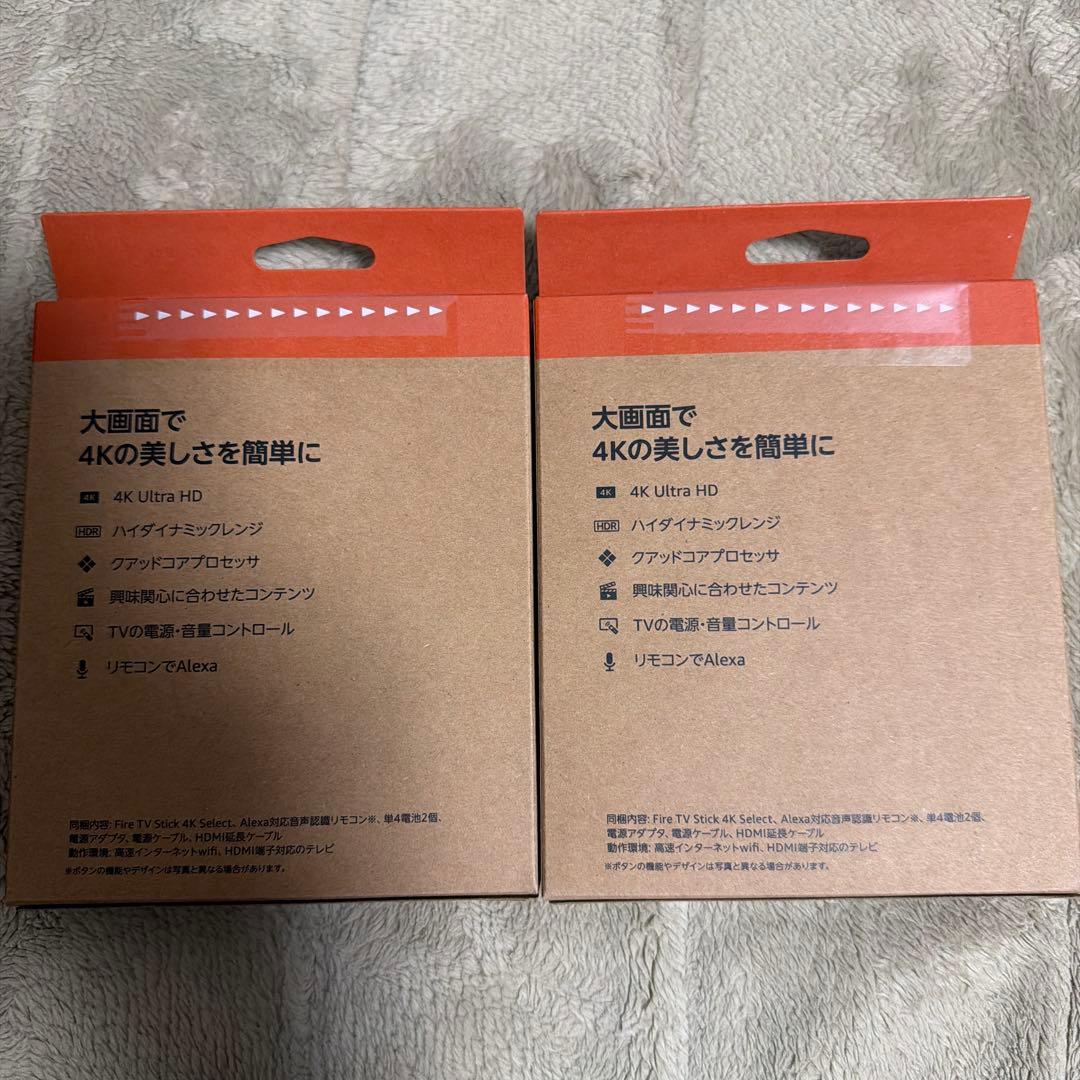 大画面で
4Kの美しさを簡単に
4K 4K Ultra HD
HDR ハイダイナミックレンジ
クアッドコアプロセッサ
興味関心に合わせたコンテンツ
TVの電源・音量コントロール
リモコンでAlexa
同梱内容: Fire TV Stick 4K Select、Alexa対応音声認識リモコン※、単4電池2個、
電源アダプタ、電源ケーブル、HDMI延長ケーブル
動作環境: 高速インターネットwifi、HDMI端子対応のテレビ
※ボタンの機能やデザインは写真と異なる場合があります。
大画面で
4Kの美しさを簡単に
4K 4K Ultra HD
HDR ハイダイナミックレンジ
クアッドコアプロセッサ
興味関心に合わせたコンテンツ
TVの電源・音量コントロール
リモコンでAlexa
同梱内容: Fire TV Stick 4K Select、Alexa対応音声認識リモコン※、単4電池2個、
電源アダプタ、電源ケーブル、HDMI延長ケーブル
動作環境: 高速インターネットwifi、HDMI端子対応のテレビ
※ボタンの機能やデザインは写真と異なる場合があります。